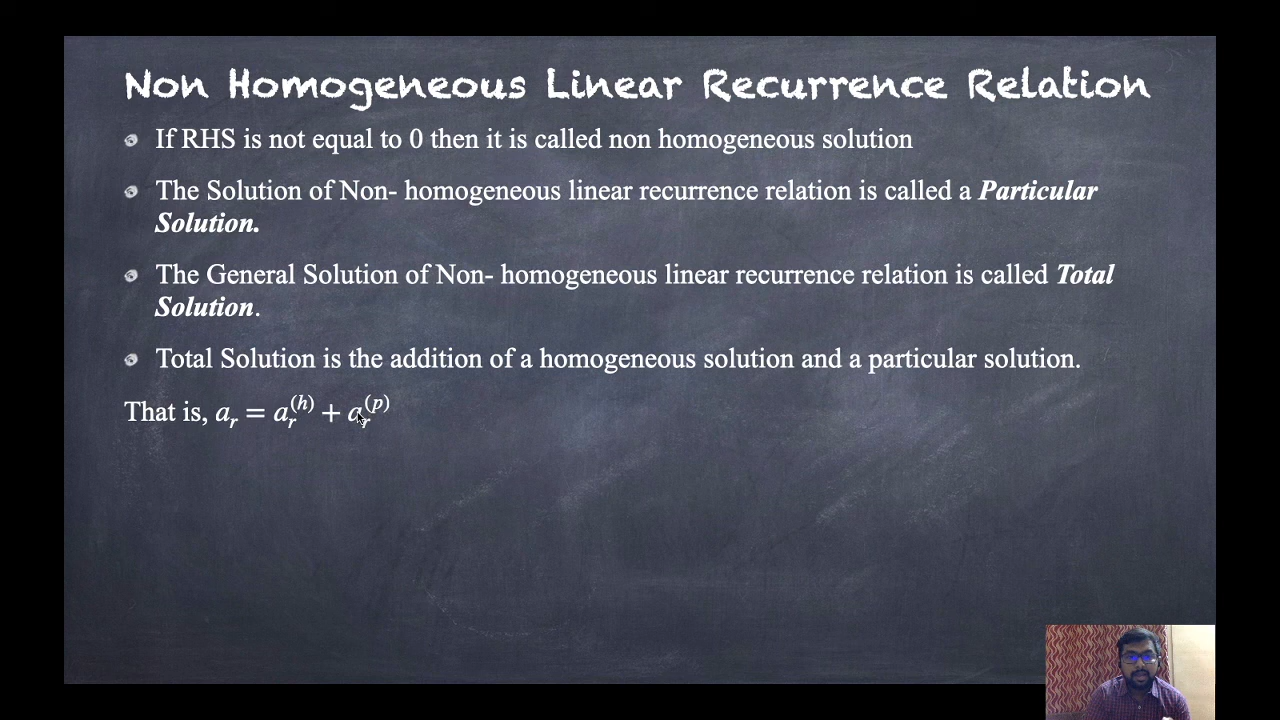 Non Homogeneous Linear Recurrence Relation
If RHS is not equal to 0 then it is called non homogeneous solution
The Solution of Non- homogeneous linear recurrence relation is called a Particular
Solution.
The General Solution of Non- homogeneous linear recurrence relation is called Total
Solution.
Total Solution is the addition of a homogeneous solution and a particular solution.
That is, a_r = a_r^(h) + a_r^(p)